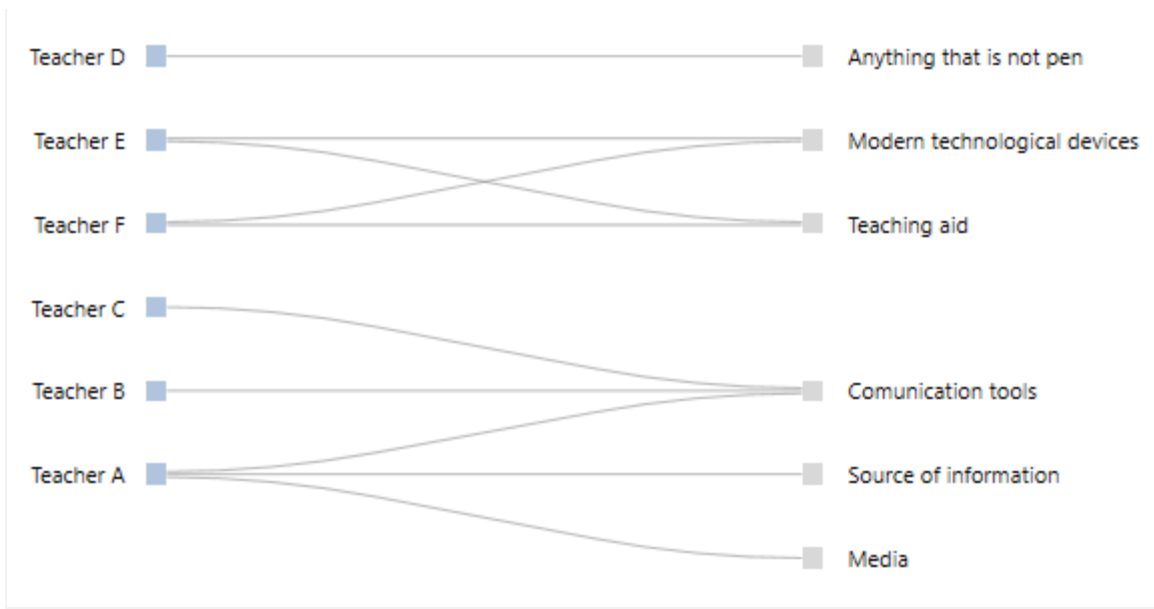 Teacher D
Anything that is not pen
Teacher E
Modern technological devices
Teacher F
Teaching aid
Teacher C
Teacher B
Comunication tools
Teacher A
Source of information
Media